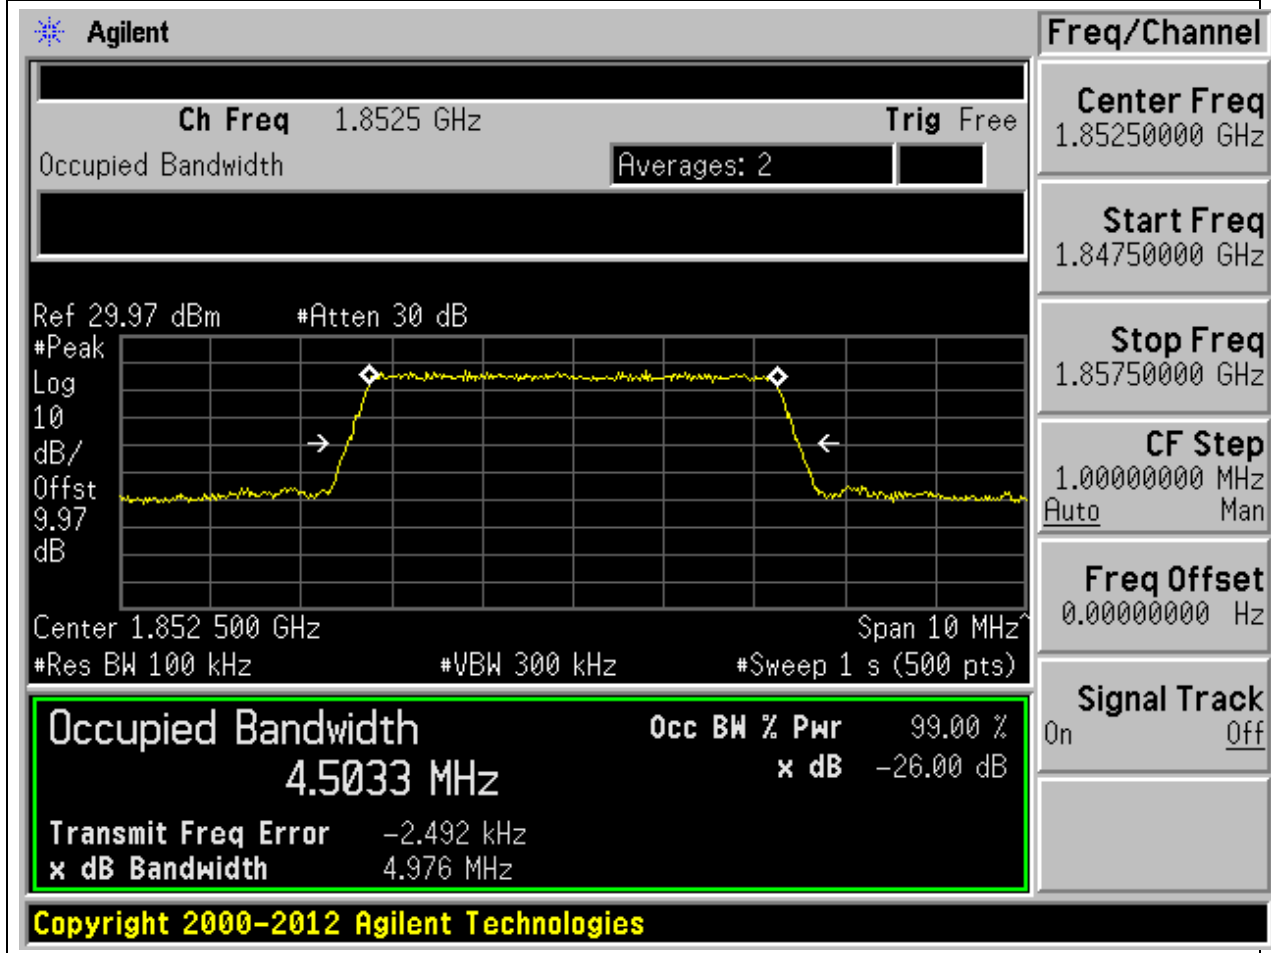 Agilent
Freq/Channel
Ch Freq 1.8525 GHz Trig Free
Occupied Bandwidth Averages: 2
Center Freq
1.85250000 GHz
Start Freq
1.84750000 GHz
Stop Freq
1.85750000 GHz
CF Step
1.00000000 MHz
Auto Man
Freq Offset
0.00000000 Hz
Signal Track
On Off
Ref 29.97 dBm #Atten 30 dB
#Peak
Log
10
dB/
Offst
9.97
dB
Center 1.852 500 GHz Span 10 MHz^
#Res BW 100 kHz #VBW 300 kHz #Sweep 1 s (500 pts)
Occupied Bandwidth Occ BW % Pwr 99.00 %
4.5033 MHz x dB -26.00 dB
Transmit Freq Error -2.492 kHz
x dB Bandwidth 4.976 MHz
Copyright 2000-2012 Agilent Technologies